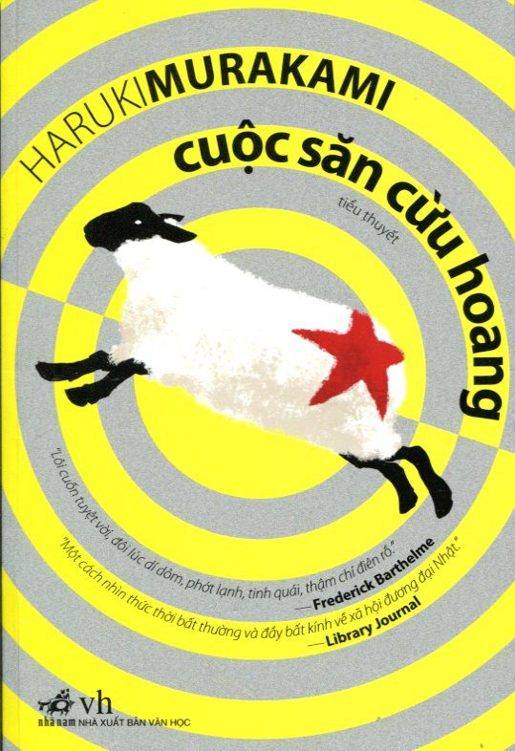 HARUKI MURAKAMI
cuộc săn cừu hoang
tiểu thuyết
"Lôi cuốn tuyệt vời, đôi lúc dí dỏm, phớt lạnh, tinh quái, thậm chí điên rồ."
— Frederick Barthelme
"Một cách nhìn thức thời bất thường và đầy bất kính về xã hội đương đại Nhật."
— Library Journal
vh
nhã nam NHÀ XUẤT BẢN VĂN HỌC